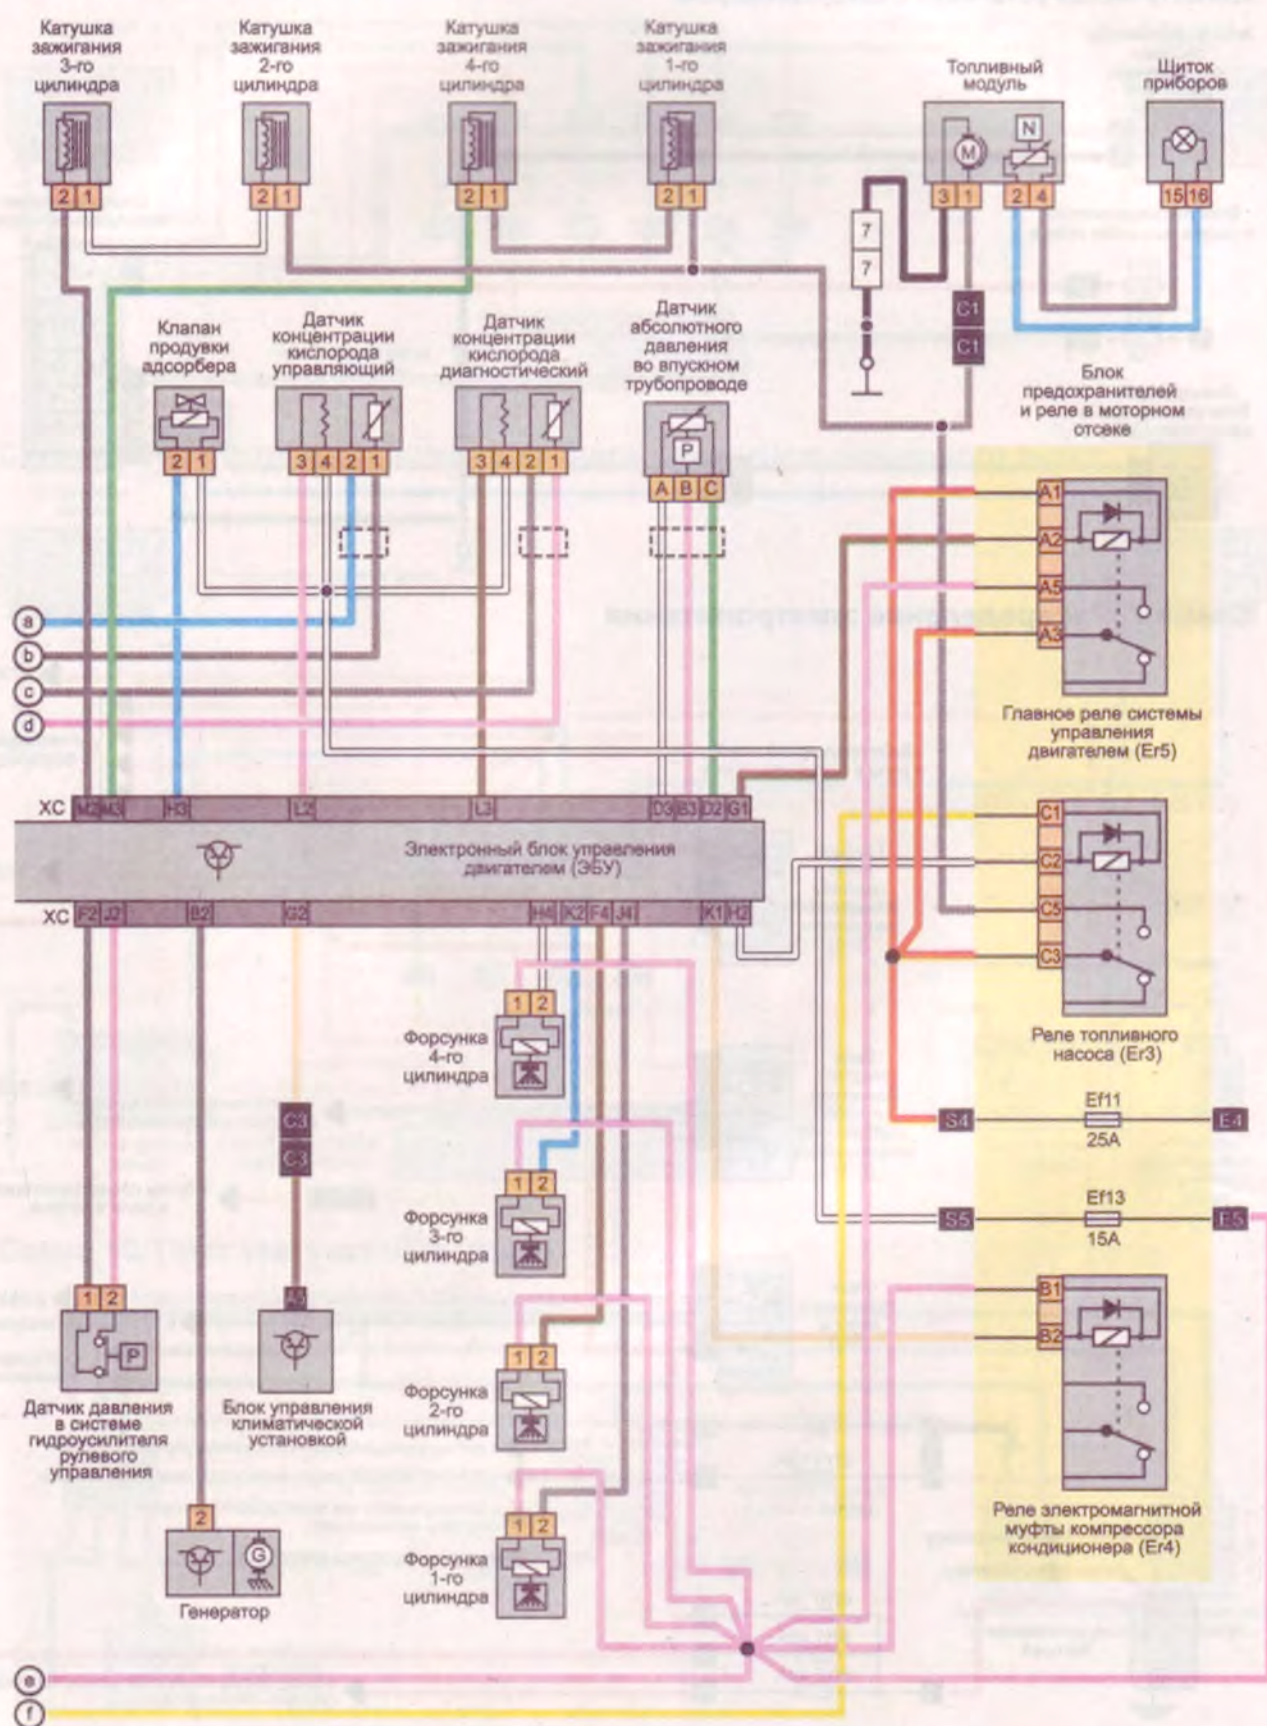 Катушка
зажигания
3-го
цилиндра
Катушка
зажигания
2-го
цилиндра
Катушка
зажигания
4-го
цилиндра
Катушка
зажигания
1-го
цилиндра
Топливный
модуль
Щиток
приборов
M
N
2 1
2 1
2 1
2 1
3 1
2 4
15 16
7
7
C1
C1
Клапан
продувки
адсорбера
Датчик
концентрации
кислорода
управляющий
Датчик
концентрации
кислорода
диагностический
Датчик
абсолютного
давления
во впускном
трубопроводе
P
2 1
3 4 2 1
3 4 2 1
A B C
Блок
предохранителей
и реле в моторном
отсеке
A1
A2
A5
A3
Главное реле системы
управления
двигателем (Er5)
a
b
c
d
XC M2 M3 H3 L2 L3 D3 B3 D2 G1
Электронный блок управления
двигателем (ЭБУ)
XC F2 J2 B2 G2 H4 K2 F4 J4 K1 H2
C1
C2
C5
C3
Реле топливного
насоса (Er3)
S4
Ef11
25A
E4
S5
Ef13
15A
E5
B1
B2
Реле электромагнитной
муфты компрессора
кондиционера (Er4)
1 2
Форсунка
4-го
цилиндра
1 2
Форсунка
3-го
цилиндра
1 2
Форсунка
2-го
цилиндра
1 2
Форсунка
1-го
цилиндра
C3
C3
1 2
P
Датчик давления
в системе
гидроусилителя
рулевого
управления
Блок управления
климатической
установкой
2
G
Генератор
e
f